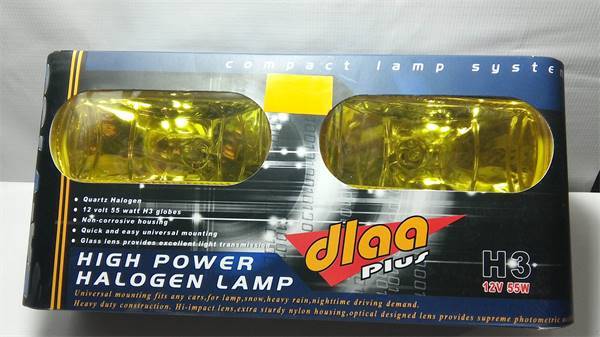 compact lamp system
Quartz Halogen
12 volt 55 watt H3 globes
Non-corrosive housing
Quick and easy universal mounting
Glass lens provides excellent light transmission
dlaa
plus
HIGH POWER
HALOGEN LAMP
H3
12V 55W
Universal mounting fits any cars,for lamp,snow,heavy rain,nighttime driving demand.
Heavy duty construction. Hi-impact lens,extra sturdy nylon housing,optical designed lens provides supreme photometric